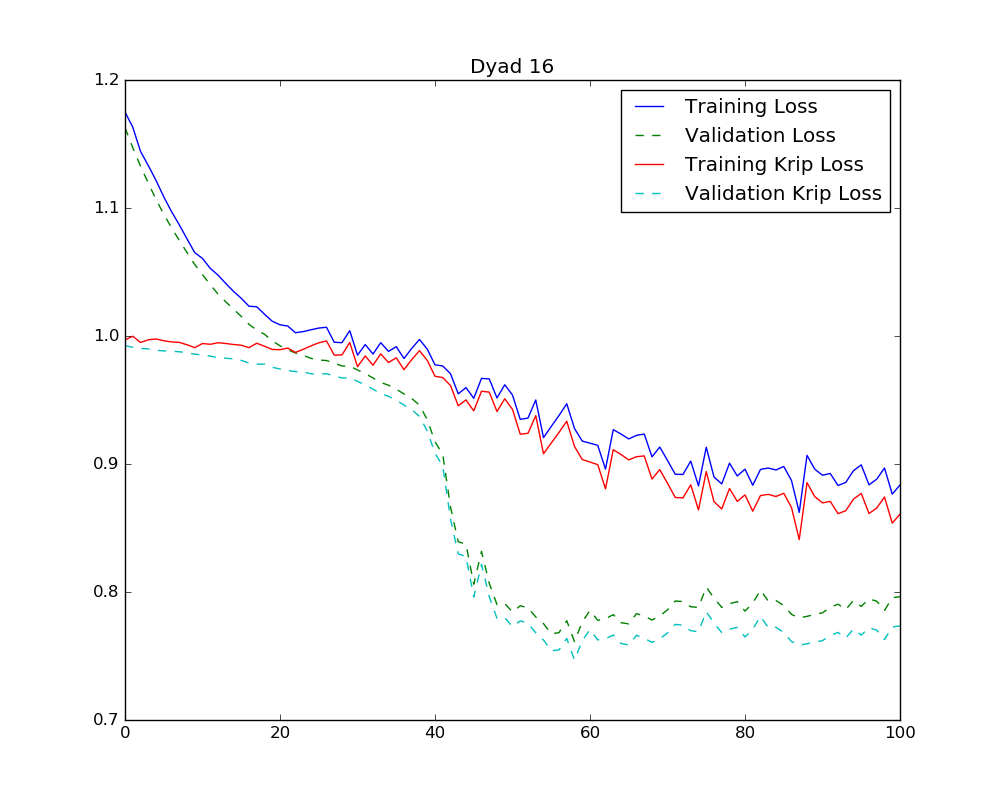 Dyad 16
1.2
1.1
1.0
0.9
0.8
0.7
0 20 40 60 80 100
Training Loss
Validation Loss
Training Krip Loss
Validation Krip Loss